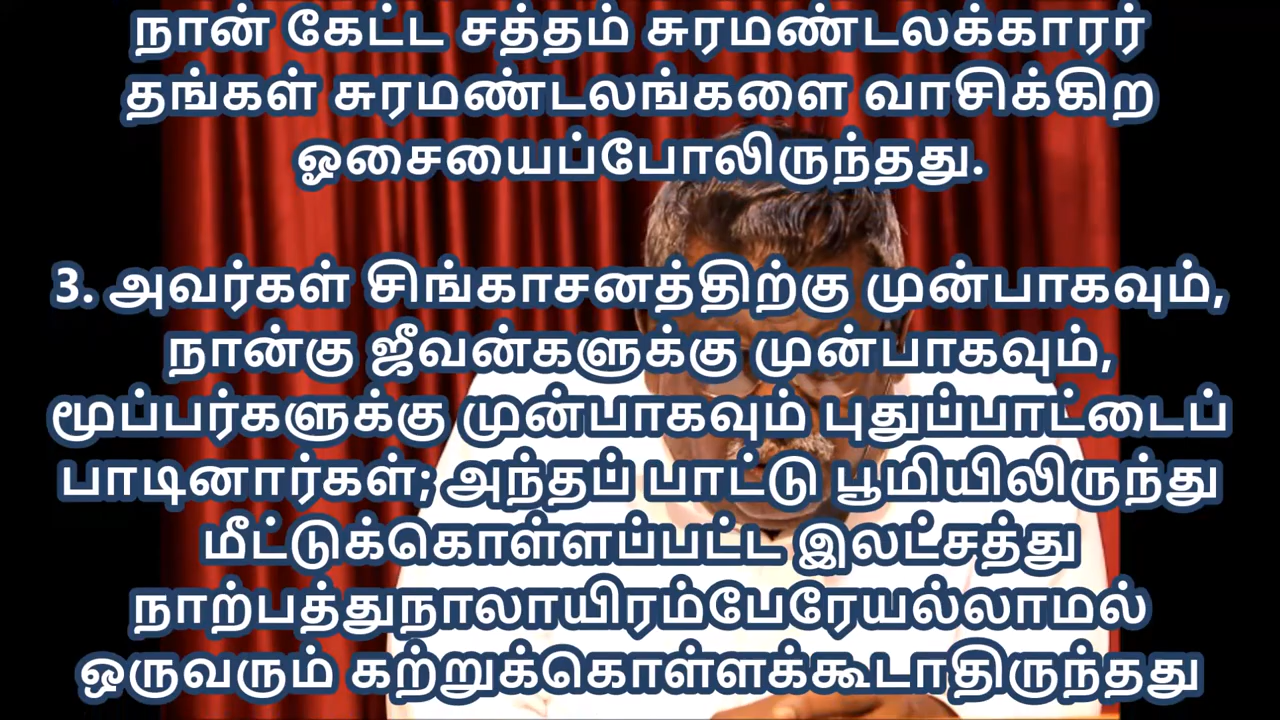 நான் கேட்ட சத்தம் சுரமண்டலக்காரர்
தங்கள் சுரமண்டலங்களை வாசிக்கிற
ஓசையைப்போலிருந்தது.
3. அவர்கள் சிங்காசனத்திற்கு முன்பாகவும்,
நான்கு ஜீவன்களுக்கு முன்பாகவும்,
மூப்பர்களுக்கு முன்பாகவும் புதுப்பாட்டைப்
பாடினார்கள்; அந்தப் பாட்டு பூமியிலிருந்து
மீட்டுக்கொள்ளப்பட்ட இலட்சத்து
நாற்பத்துநாலாயிரம்பேரேயல்லாமல்
ஒருவரும் கற்றுக்கொள்ளக்கூடாதிருந்தது